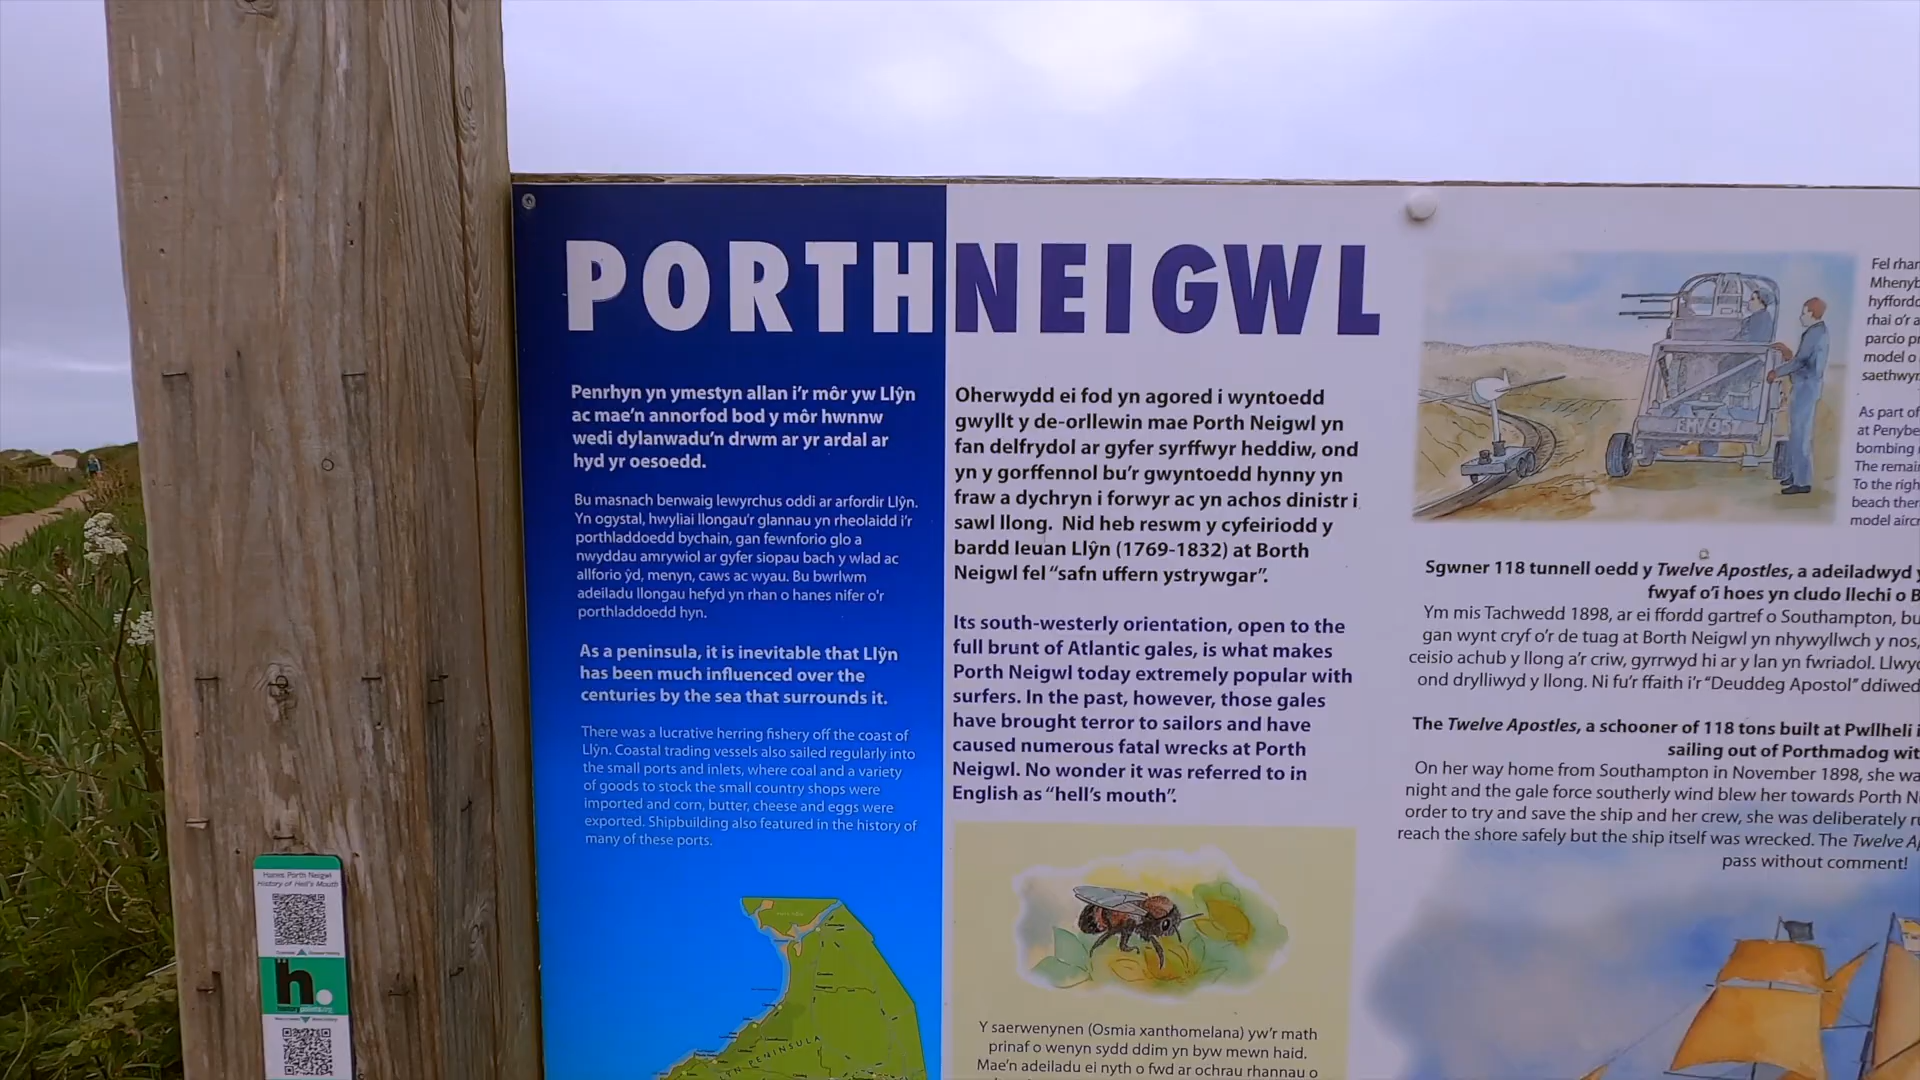 PORTHNEIGWL
Penrhyn yn ymestyn allan i'r môr yw Llŷn
ac mae'n annorfod bod y môr hwnnw
wedi dylanwadu'n drwm ar yr ardal ar
hyd yr oesoedd.
Bu masnach benwaig lewyrchus oddi ar arfordir Llŷn.
Yn ogystal, hwyliai llongau'r glannau yn rheolaidd i'r
porthladdoedd bychain, gan fewnforio glo a
nwyddau amrywiol ar gyfer siopau bach y wlad ac
allforio ŷd, menyn, caws ac wyau. Bu bwrlwm
adeiladu llongau hefyd yn rhan o hanes nifer o'r
porthladdoedd hyn.
As a peninsula, it is inevitable that Llŷn
has been much influenced over the
centuries by the sea that surrounds it.
There was a lucrative herring fishery off the coast of
Llŷn. Coastal trading vessels also sailed regularly into
the small ports and inlets, where coal and a variety
of goods to stock the small country shops were
imported and corn, butter, cheese and eggs were
exported. Shipbuilding also featured in the history of
many of these ports.
PENINSULA
Oherwydd ei fod yn agored i wyntoedd
gwyllt y de-orllewin mae Porth Neigwl yn
fan delfrydol ar gyfer syrffwyr heddiw, ond
yn y gorffennol bu'r gwyntoedd hynny yn
fraw a dychryn i forwyr ac yn achos dinistr i
sawl llong. Nid heb reswm y cyfeiriodd y
bardd Ieuan Llŷn (1769-1832) at Borth
Neigwl fel "safn uffern ystrywgar".
Its south-westerly orientation, open to the
full brunt of Atlantic gales, is what makes
Porth Neigwl today extremely popular with
surfers. In the past, however, those gales
have brought terror to sailors and have
caused numerous fatal wrecks at Porth
Neigwl. No wonder it was referred to in
English as "hell's mouth".
Y saerwenynen (Osmia xanthomelana) yw'r math
prinaf o wenyn sydd ddim yn byw mewn haid.
Mae'n adeiladu ei nyth o fwd ar ochrau rhannau o
EMV957
Fel rhan
Mhenyb
hyffordd
rhai o'r a
parcio pr
model o
saethwyr
As part of
at Penybe
bombing
The remai
To the righ
beach ther
model airc
Sgwner 118 tunnell oedd y Twelve Apostles, a adeiladwyd y
fwyaf o'i hoes yn cludo llechi o B
Ym mis Tachwedd 1898, ar ei ffordd gartref o Southampton, bu
gan wynt cryf o'r de tuag at Borth Neigwl yn nhywyllwch y nos,
ceisio achub y llong a'r criw, gyrrwyd hi ar y lan yn fwriadol. Llwyd
ond drylliwyd y llong. Ni fu'r ffaith i'r "Deuddeg Apostol" ddiwed
The Twelve Apostles, a schooner of 118 tons built at Pwllheli i
sailing out of Porthmadog wit
On her way home from Southampton in November 1898, she wa
night and the gale force southerly wind blew her towards Porth N
order to try and save the ship and her crew, she was deliberately ru
reach the shore safely but the ship itself was wrecked. The Twelve Ap
pass without comment!
Hanes Porth Neigwl
History of Hell's Mouth
h.